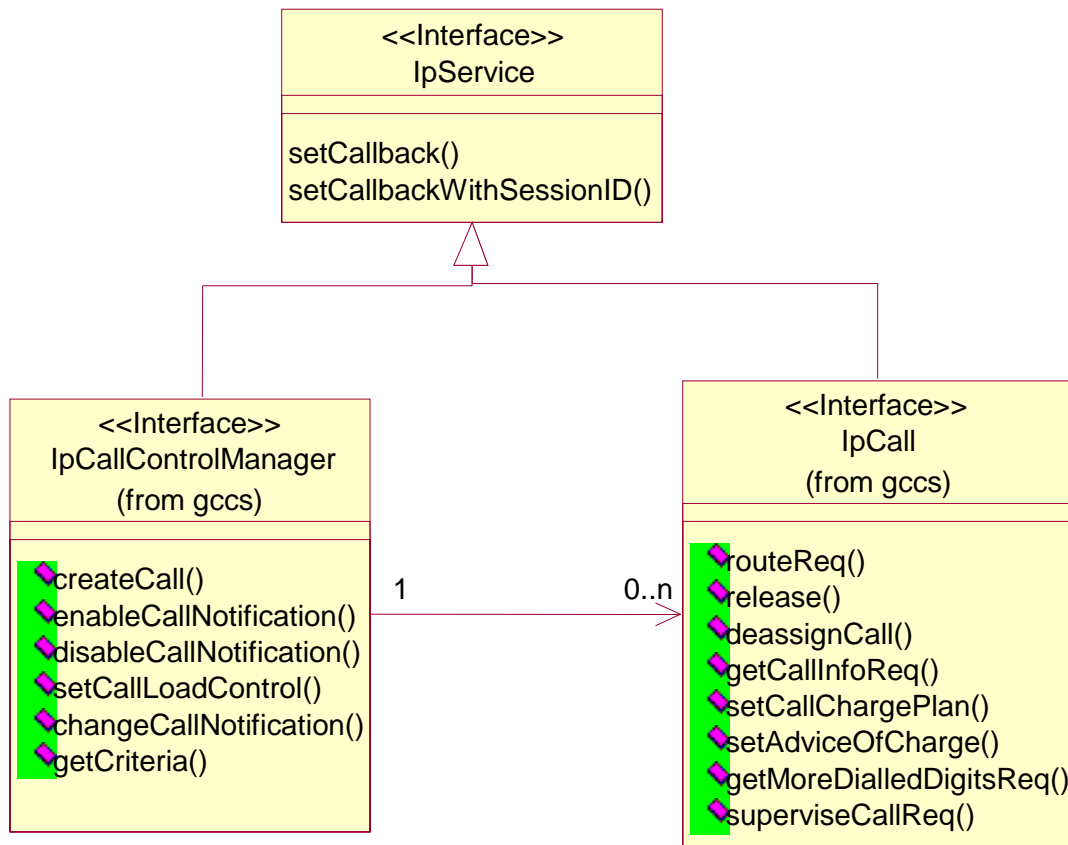 <<Interface>>
IpService
setCallback()
setCallbackWithSessionID()
<<Interface>>
IpCallControlManager
(from gccs)
createCall()
enableCallNotification()
disableCallNotification()
setCallLoadControl()
changeCallNotification()
getCriteria()
1
0..n
<<Interface>>
IpCall
(from gccs)
routeReq()
release()
deassignCall()
getCallInfoReq()
setCallChargePlan()
setAdviceOfCharge()
getMoreDialledDigitsReq()
superviseCallReq()